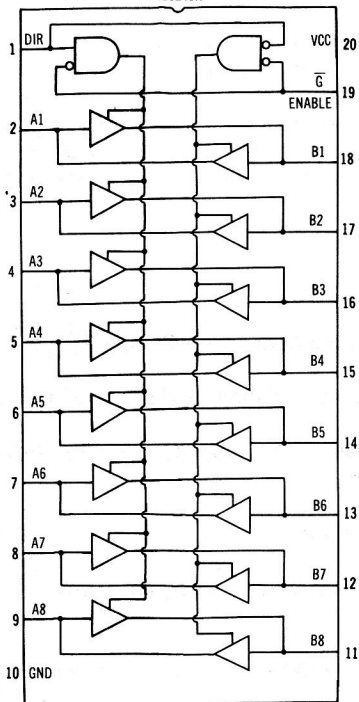 1 DIR VCC 20
G 19
ENABLE
2 A1
B1 18
3 A2
B2 17
4 A3
B3 16
5 A4
B4 15
6 A5
B5 14
7 A6
B6 13
8 A7
B7 12
9 A8
B8 11
10 GND